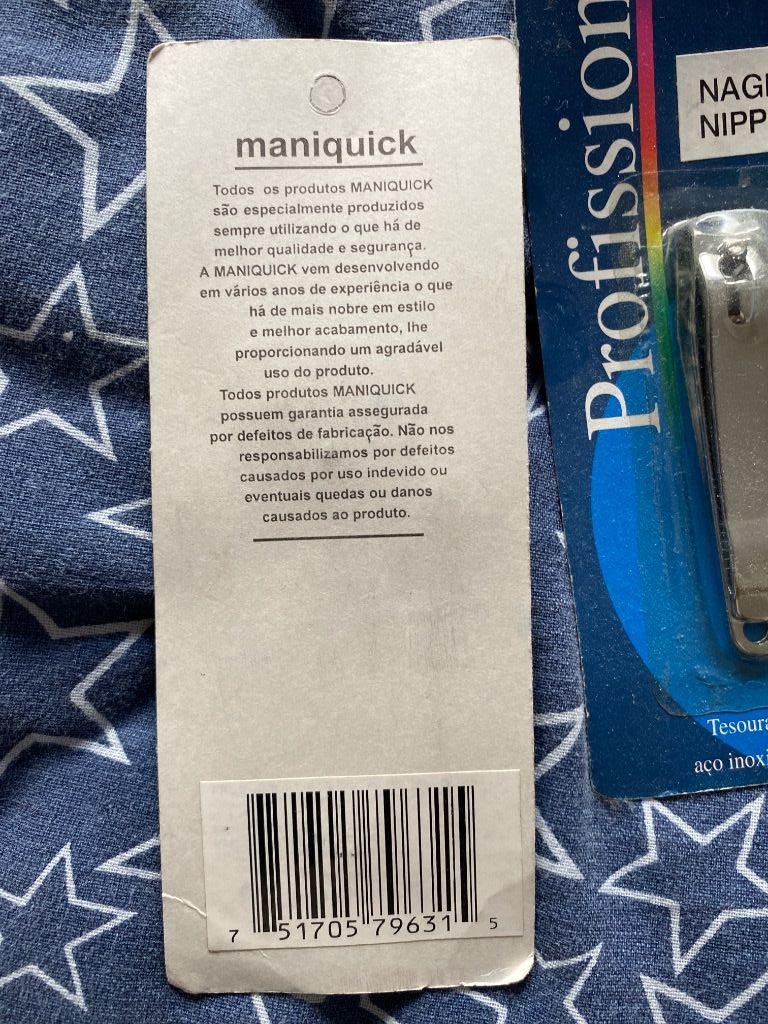 maniquick
Todos os produtos MANIQUICK
são especialmente produzidos
sempre utilizando o que há de
melhor qualidade e segurança.
A MANIQUICK vem desenvolvendo
em vários anos de experiência o que
há de mais nobre em estilo
e melhor acabamento, lhe
proporcionando um agradável
uso do produto.
Todos produtos MANIQUICK
possuem garantia assegurada
por defeitos de fabricação. Não nos
responsabilizamos por defeitos
causados por uso indevido ou
eventuais quedas ou danos
causados ao produto.
7 51705 79631 5
Profission
NAG
NIPP
Tesoura
aço inoxi